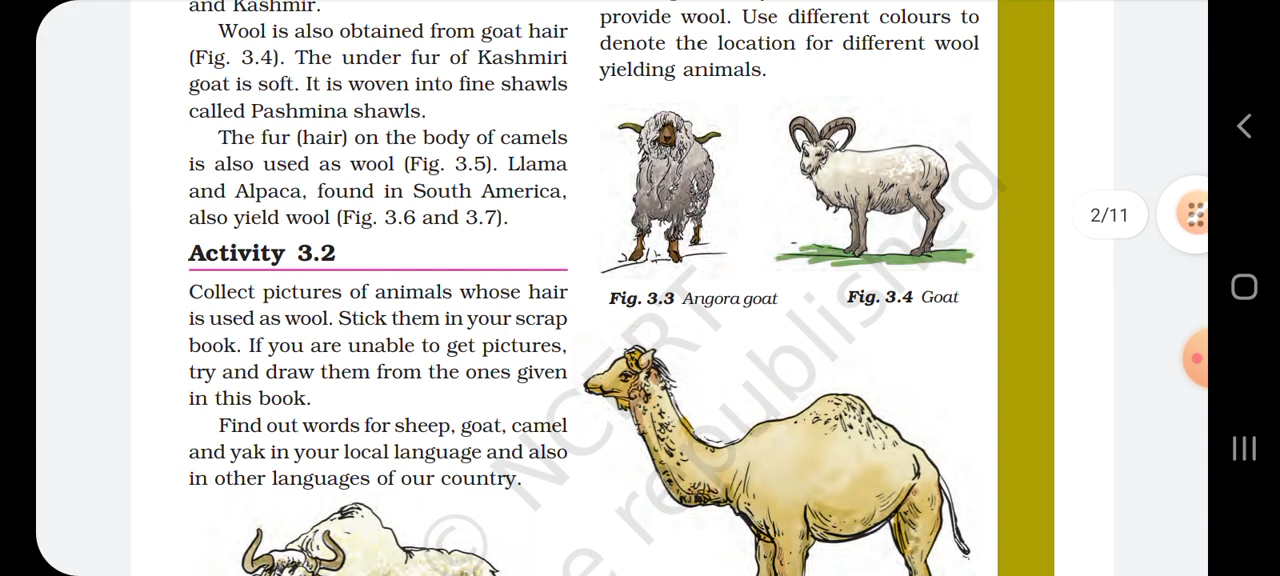 and Kashmir.
Wool is also obtained from goat hair
(Fig. 3.4). The under fur of Kashmiri
goat is soft. It is woven into fine shawls
called Pashmina shawls.
The fur (hair) on the body of camels
is also used as wool (Fig. 3.5). Llama
and Alpaca, found in South America,
also yield wool (Fig. 3.6 and 3.7).
Activity 3.2
Collect pictures of animals whose hair
is used as wool. Stick them in your scrap
book. If you are unable to get pictures,
try and draw them from the ones given
in this book.
Find out words for sheep, goat, camel
and yak in your local language and also
in other languages of our country.
provide wool. Use different colours to
denote the location for different wool
yielding animals.
Fig. 3.3 Angora goat
Fig. 3.4 Goat
© NCERT
e republished
2/11